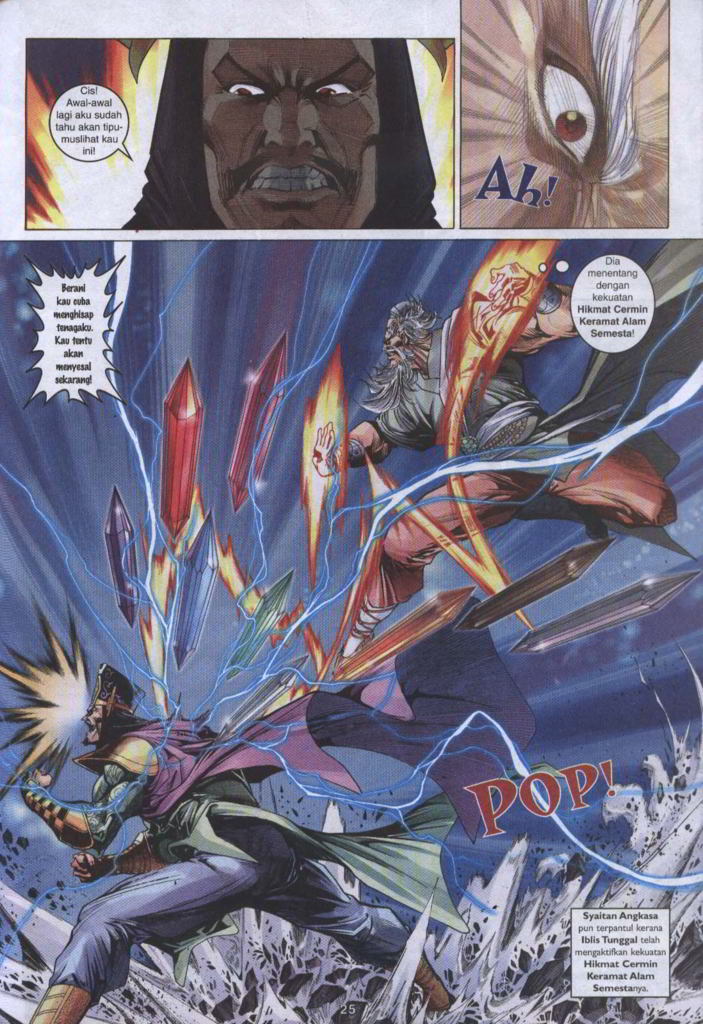 Cis!
Awal-awal
lagi aku sudah
tahu akan tipu-
muslihat kau
ini!
Ah!
Berani
kau cuba
menghisap
tenagaku.
Kau tentu
akan
menyesal
sekarang!
Dia
menentang
dengan
kekuatan
Hikmat Cermin
Keramat Alam
Semesta!
POP!
Syaitan Angkasa
pun terpantul kerana
Iblis Tunggal telah
mengaktifkan kekuatan
Hikmat Cermin
Keramat Alam
Semestanya.
25